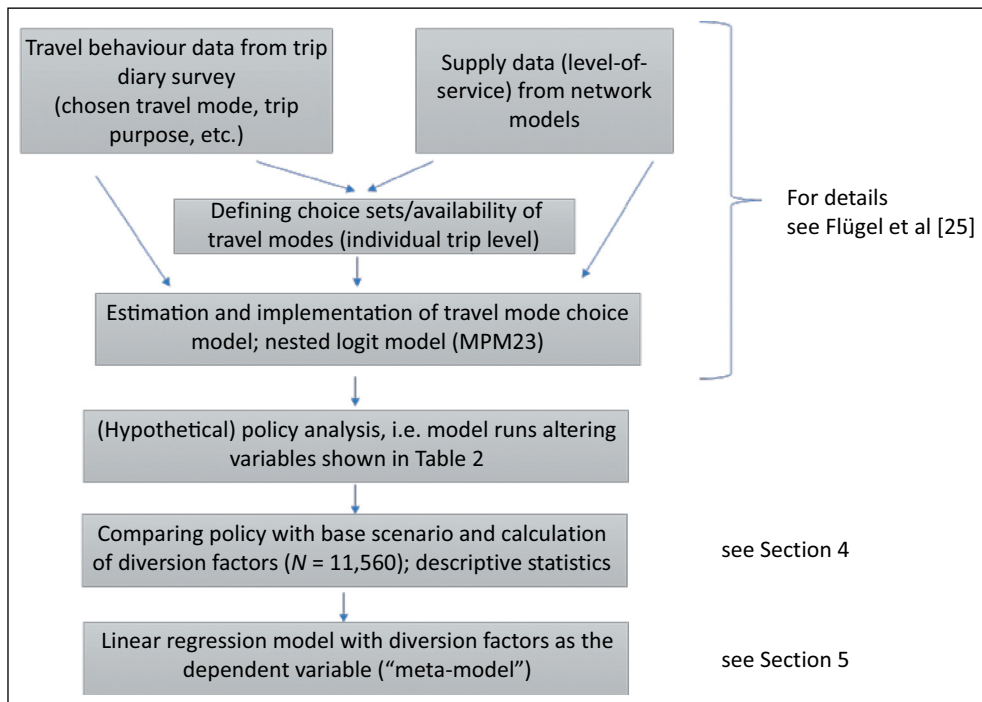 Travel behaviour data from trip
diary survey
(chosen travel mode, trip
purpose, etc.)
Supply data (level-of-
service) from network
models
Defining choice sets/availability of
travel modes (individual trip level)
For details
see Flügel et al [25]
Estimation and implementation of travel mode choice
model; nested logit model (MPM23)
(Hypothetical) policy analysis, i.e. model runs altering
variables shown in Table 2
Comparing policy with base scenario and calculation
of diversion factors (N = 11,560); descriptive statistics
see Section 4
Linear regression model with diversion factors as the
dependent variable (“meta-model”)
see Section 5